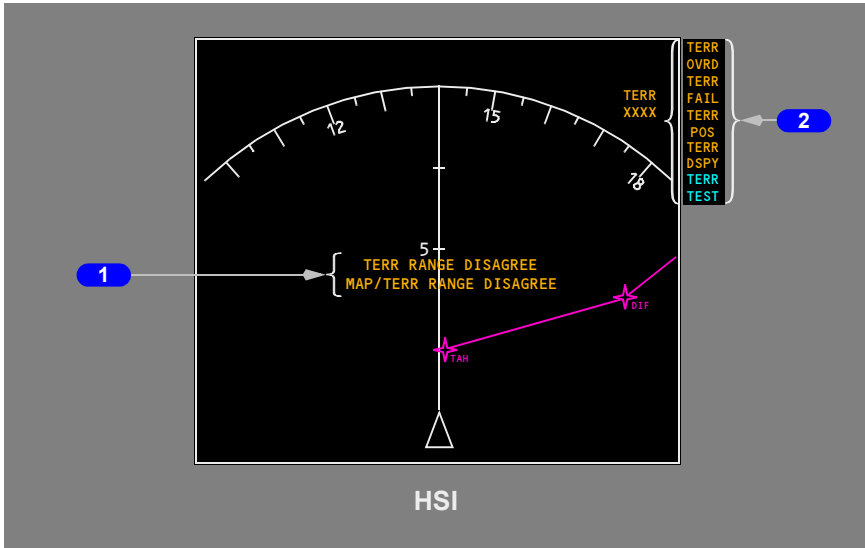 12
15
18
TERR
XXXX
TERR
OVRD
TERR
FAIL
TERR
POS
TERR
DSPY
TERR
TEST
2
5
1
TERR RANGE DISAGREE
MAP/TERR RANGE DISAGREE
DIF
TAH
HSI